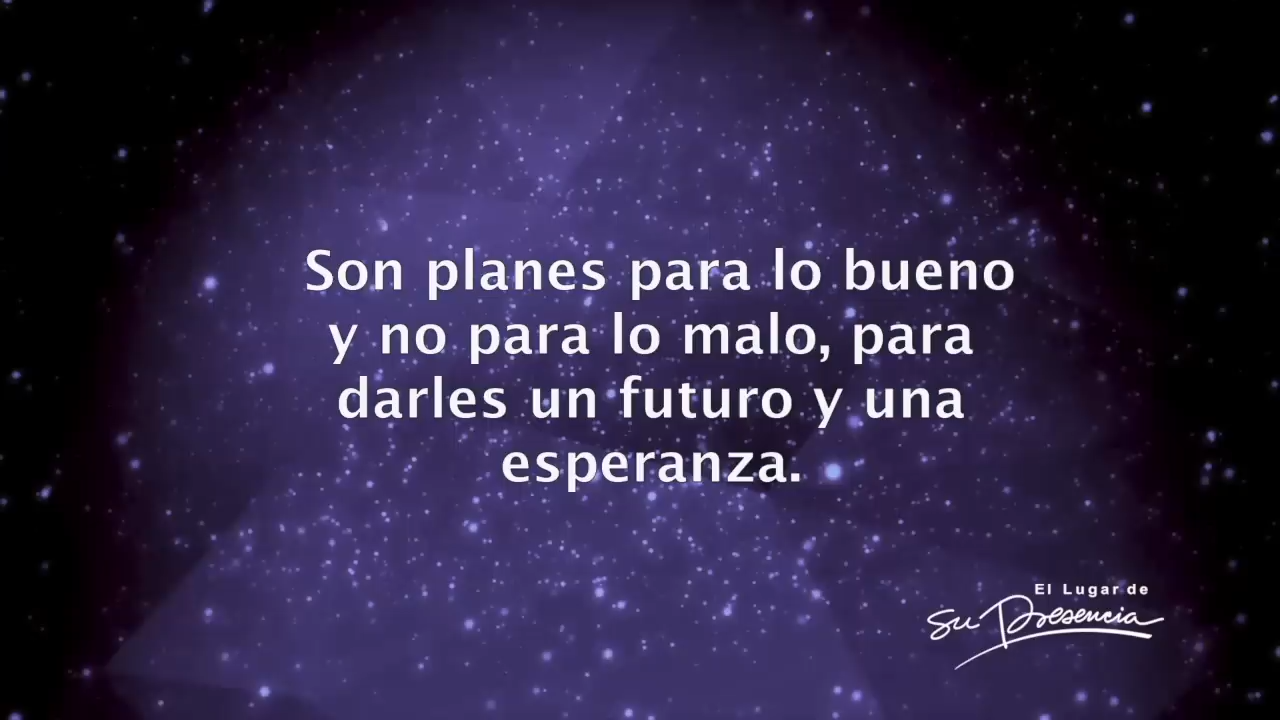 Son planes para lo bueno
y no para lo malo, para
darles un futuro y una
esperanza.
El Lugar de
Su Presencia